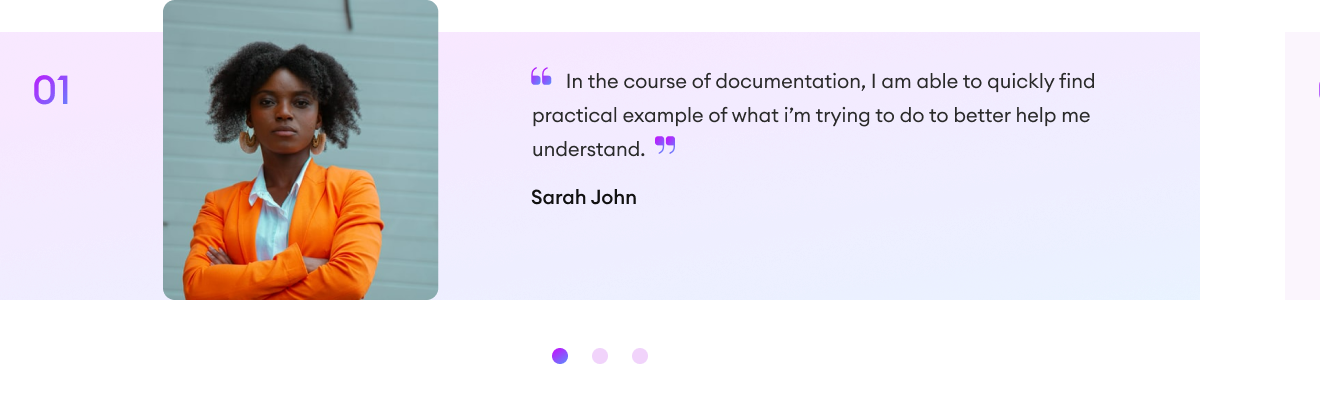 01
“ In the course of documentation, I am able to quickly find
practical example of what i’m trying to do to better help me
understand. ”
Sarah John